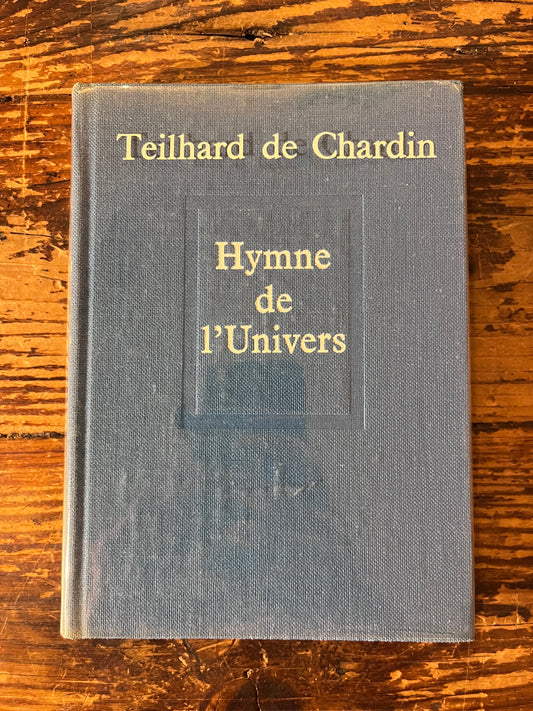 Teilhard de Chardin
Hymne
de
l'Univers